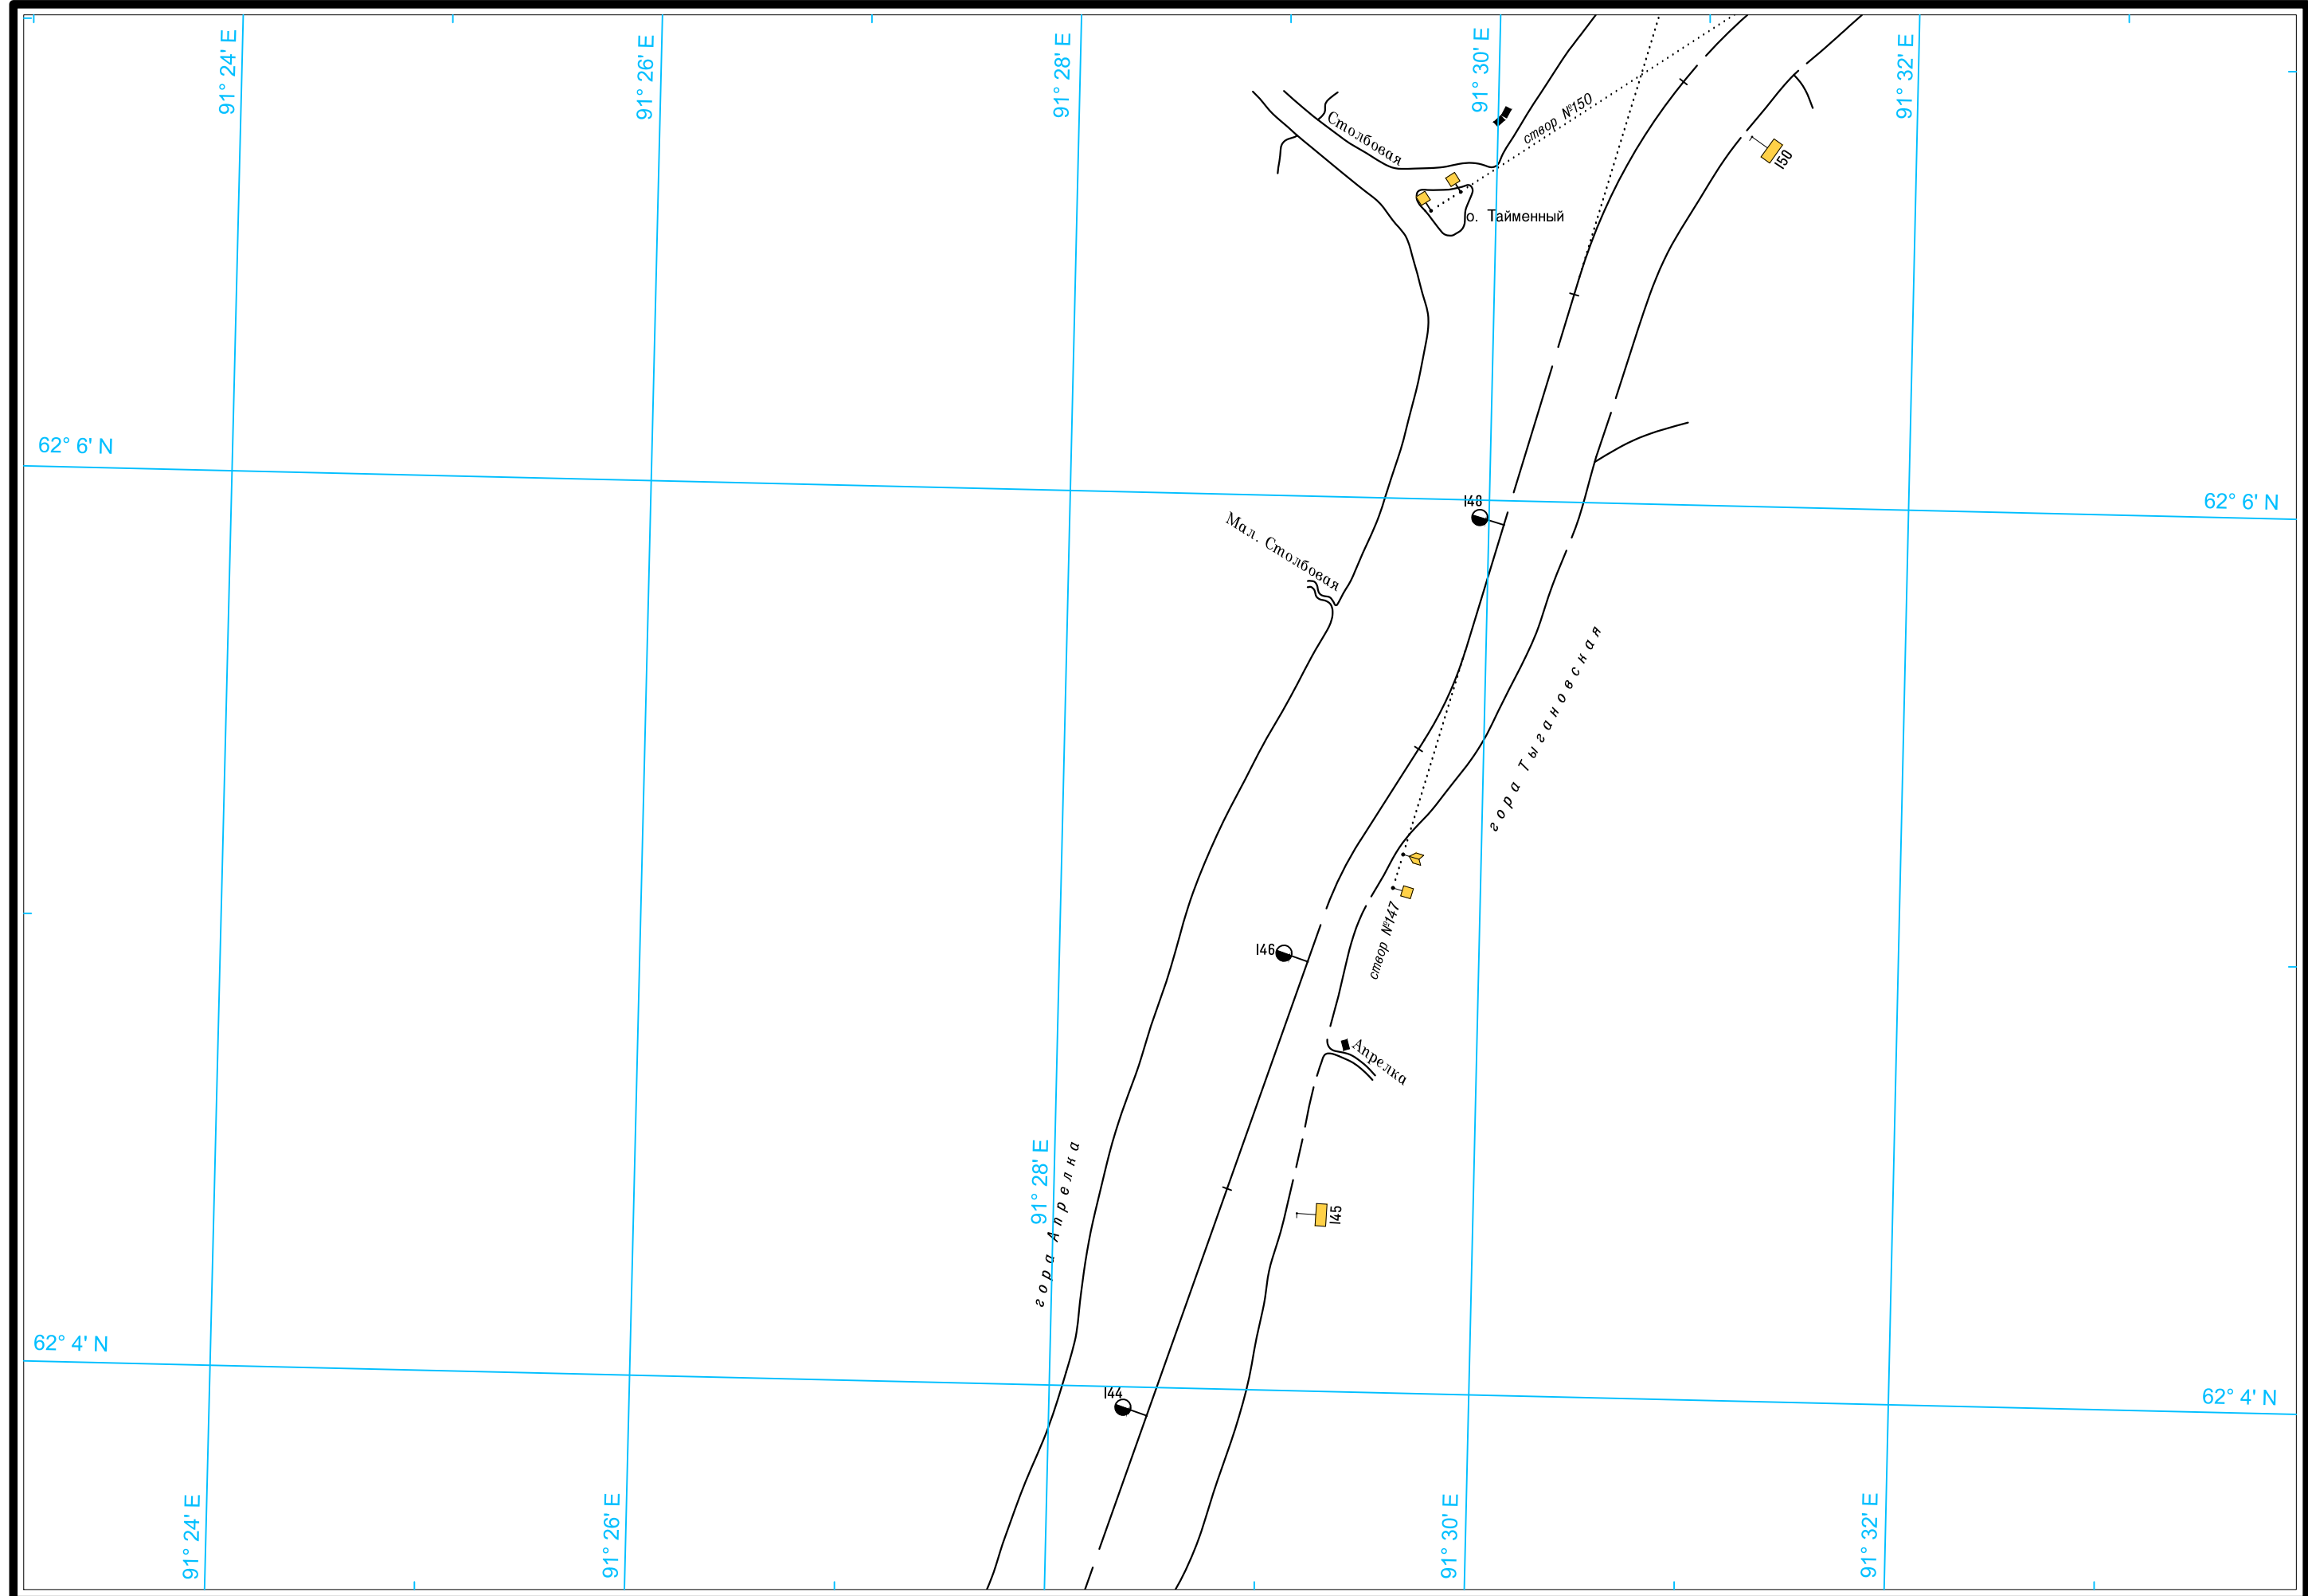 91° 24' E
91° 26' E
91° 28' E
91° 30' E
91° 32' E
Столбовая
створ №150
150
о. Тайменный
62° 6' N
62° 6' N
148
Мал. Столбовая
гора Тыгановская
створ №147
146
Апрелка
91° 28' E
гора Апрелка
145
62° 4' N
62° 4' N
144
91° 24' E
91° 26' E
91° 30' E
91° 32' E